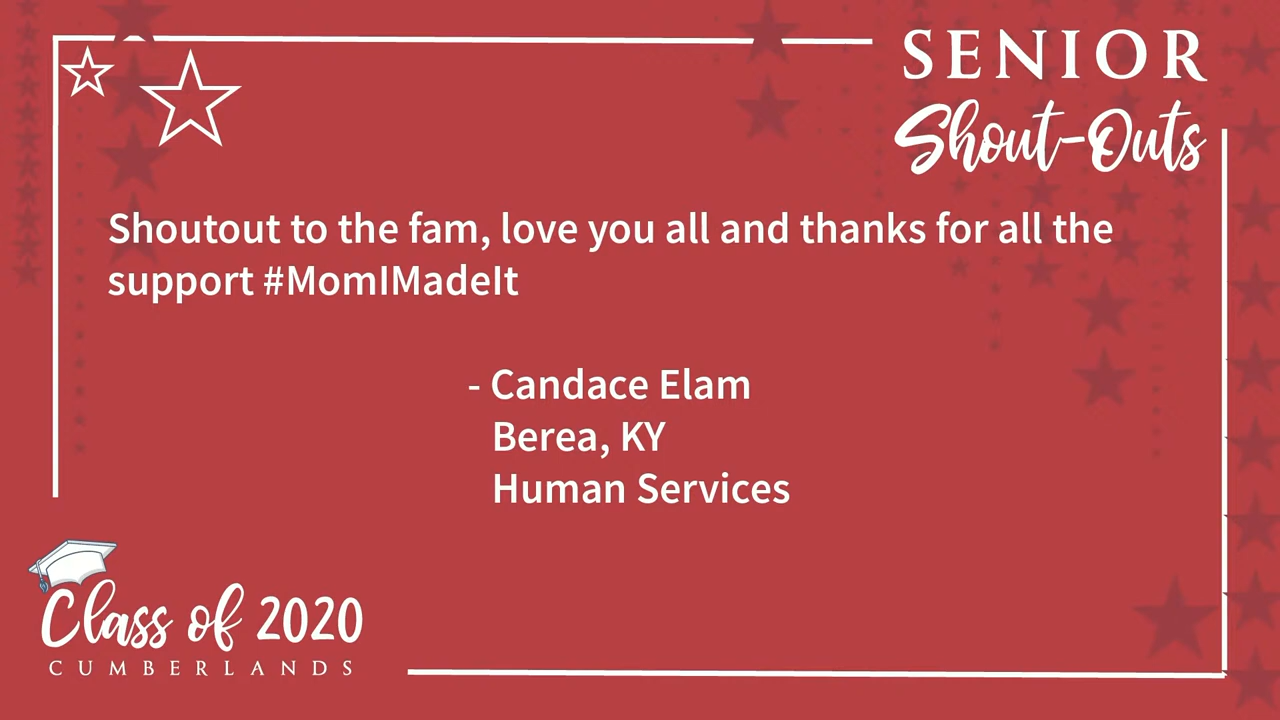 SENIOR
Shout-Outs
Shoutout to the fam, love you all and thanks for all the
support #MomIMadeIt
- Candace Elam
Berea, KY
Human Services
Class of 2020
CUMBERLANDS